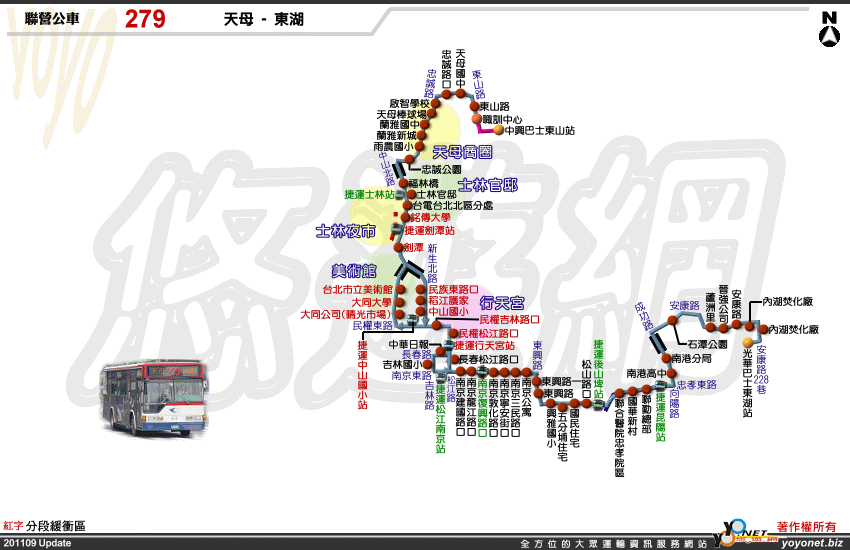 聯營公車
279
天母 - 東湖
N
忠誠路
忠誠路口
天母國中
東山路
啟智學校
天母棒球場
蘭雅國中
蘭雅新城
雨農國小
東山路
職訓中心
中興巴士東山站
天母商圈
忠誠公園
中山北路
福林橋
士林官邸
捷運士林站
士林官邸
台電台北北區分處
銘傳大學
捷運劍潭站
士林夜市
劍潭
新生北路
美術館
台北市立美術館
大同大學
大同公司(晴光市場)
民權東路
民族東路口
稻江護家
中山國小
行天宮
民權吉林路口
民權松江路口
捷運行天宮站
捷運中山國小站
中華日報
長春路
吉林國小
南京東路
吉林路
長春松江路口
松江路
捷運松江南京站
南京建國路口
南京龍江路口
南京復興路口
南京敦化路口
南京寧安街口
南京三民路口
南京公寓
東興路
東興路
東興路
興雅國小
五分埔住宅
國民住宅
松山路口
捷運後山埤站
聯合醫院忠孝院區
國華新村
聯勤總部
捷運昆陽站
向陽路
忠孝東路
南港高中
南港分局
成功路
石潭公園
安康路
蘆洲里
晉強公司
安康路
內湖焚化廠
內湖焚化廠
光華巴士東湖站
安康路228巷
悠遊網
紅字 分段緩衝區
著作權所有
201109 Update
全方位的大眾運輸資訊服務網站
YOYONET
yoyonet.biz